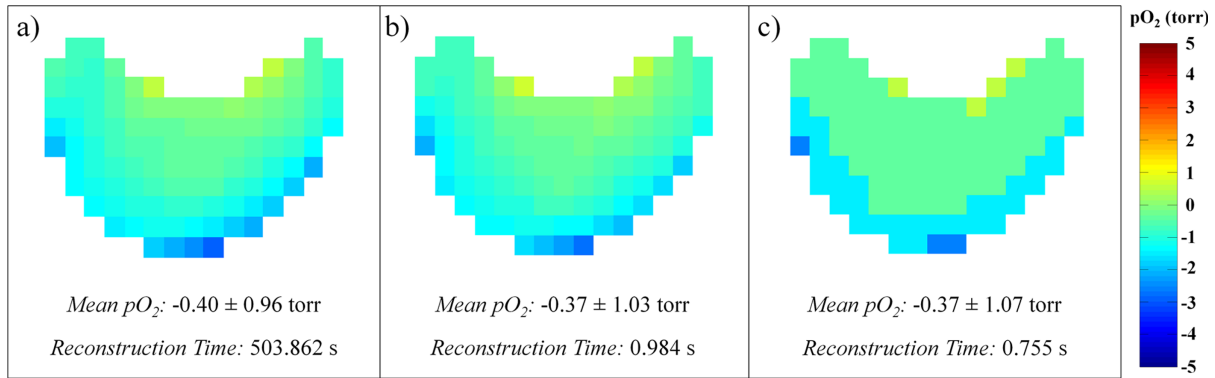 a)
Mean pO₂: -0.40 ± 0.96 torr
Reconstruction Time: 503.862 s
b)
Mean pO₂: -0.37 ± 1.03 torr
Reconstruction Time: 0.984 s
c)
Mean pO₂: -0.37 ± 1.07 torr
Reconstruction Time: 0.755 s
pO₂ (torr)
5
4
3
2
1
0
-1
-2
-3
-4
-5